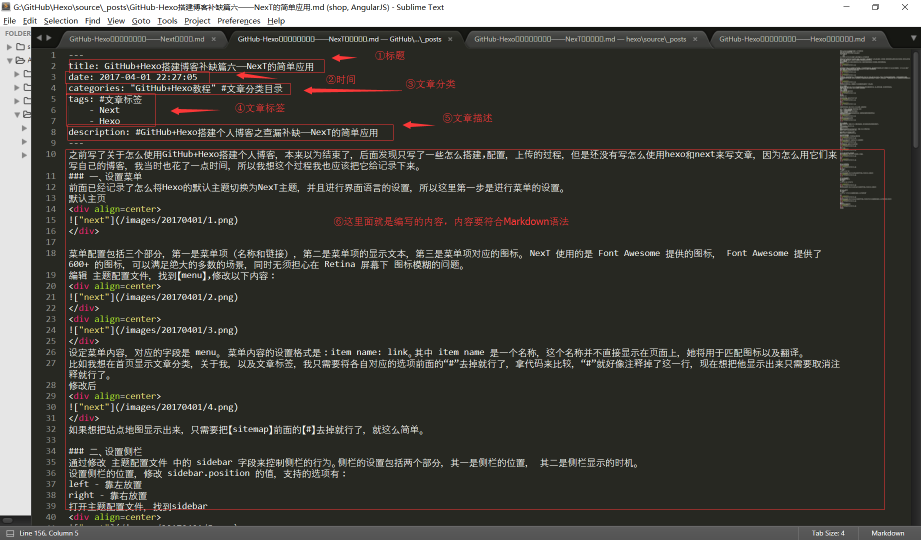 G:\GitHub\Hexo\source\_posts\GitHub-Hexo搭建博客补缺篇六——NexT的简单应用.md (shop, AngularJS) - Sublime Text
File Edit Selection Find View Goto Tools Project Preferences Help
FOLDERS
GitHub-Hexo □□□□□□□□□——Next□□□□□.md
GitHub-Hexo□□□□□□□□□——NexT□□□□□□.md — GitHub\...\_posts
GitHub-Hexo□□□□□□□□□——NexT□□□□□□.md — hexo\source\_posts
GitHub-Hexo□□□□□□□□□——Hexo□□□□□□.md
1 ---
2 title: GitHub+Hexo搭建博客补缺篇六—NexT的简单应用
①标题
3 date: 2017-04-01 22:27:05
②时间
4 categories: "GitHub+Hexo教程" #文章分类目录
③文章分类
5 tags: #文章标签
6 - Next
④文章标签
7 - Hexo
8 description: #GitHub+Hexo搭建个人博客之查漏补缺—NexT的简单应用
⑤文章描述
9 ---
10 之前写了关于怎么使用GitHub+Hexo搭建个人博客，本来以为结束了，后面发现只写了一些怎么搭建,配置，上传的过程，但是还没有写怎么使用hexo和next来写文章，因为怎么用它们来
写自己的博客，我当时也花了一点时间，所以我想这个过程我也应该把它给记录下来。
11 ### 一、设置菜单
12 前面已经记录了怎么将Hexo的默认主题切换为NexT主题，并且进行界面语言的设置，所以这里第一步是进行菜单的设置。
13 默认主页
14 <div align=center>
15 !["next"](/images/20170401/1.png)
⑥这里面就是编写的内容，内容要符合Markdown语法
16 </div>
17
18 菜单配置包括三个部分，第一是菜单项（名称和链接），第二是菜单项的显示文本，第三是菜单项对应的图标。 NexT 使用的是 Font Awesome 提供的图标， Font Awesome 提供了
600+ 的图标，可以满足绝大的多数的场景，同时无须担心在 Retina 屏幕下 图标模糊的问题。
19 编辑 主题配置文件，找到【menu】,修改以下内容：
20 <div align=center>
21 !["next"](/images/20170401/2.png)
22 </div>
23 <div align=center>
24 !["next"](/images/20170401/3.png)
25 </div>
26 设定菜单内容，对应的字段是 menu。 菜单内容的设置格式是：item name: link。其中 item name 是一个名称，这个名称并不直接显示在页面上，她将用于匹配图标以及翻译。
27 比如我想在首页显示文章分类，关于我，以及文章标签，我只需要将各自对应的选项前面的“#”去掉就行了，拿代码来比较，“#”就好像注释掉了这一行，现在想把他显示出来只需要取消注
释就行了。
28 修改后
29 <div align=center>
30 !["next"](/images/20170401/4.png)
31 </div>
32 如果想把站点地图显示出来，只需要把【sitemap】前面的【#】去掉就行了，就这么简单。
33
34 ### 二、设置侧栏
35 通过修改 主题配置文件 中的 sidebar 字段来控制侧栏的行为。侧栏的设置包括两个部分，其一是侧栏的位置， 其二是侧栏显示的时机。
36 设置侧栏的位置，修改 sidebar.position 的值，支持的选项有：
37 left - 靠左放置
38 right - 靠右放置
39 打开主题配置文件，找到sidebar
40 <div align=center>
Line 156, Column 5
Tab Size: 4
Markdown